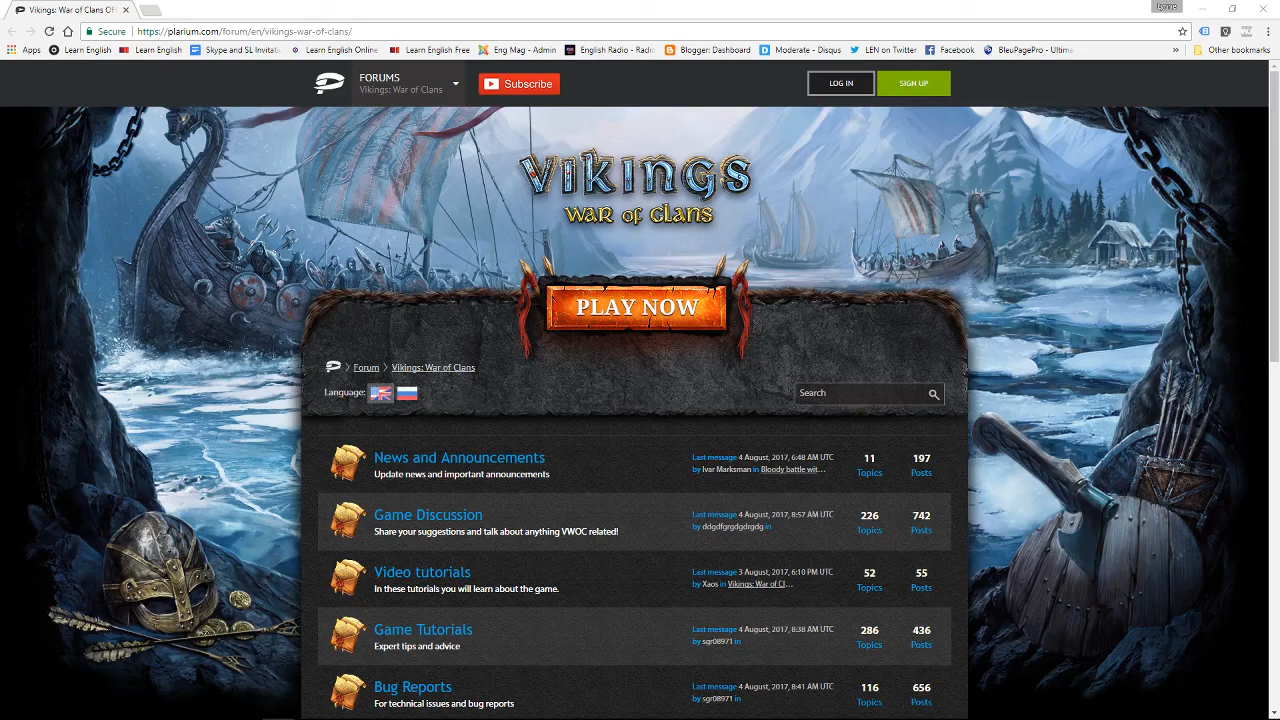 Vikings: War of Clans Of
Lynne
Secure
https://plarium.com/forum/en/vikings-war-of-clans/
Apps
Learn English
Learn English
Skype and SL Invitati
Learn English Online
Learn English Free
Eng Mag - Admin
English Radio - Radio
Blogger: Dashboard
Moderate - Disqus
LEN on Twitter
Facebook
BeuPagePro - Ultima
Other bookmarks
FORUMS
Vikings: War of Clans
Subscribe
LOG IN
SIGN UP
VIKINGS
WAR OF CLANS
PLAY NOW
Forum
Vikings: War of Clans
Language:
Search
News and Announcements
Update news and important announcements
Last message 4 August, 2017, 6:48 AM UTC
by Ivar Marksman in Bloody battle wit...
11
Topics
197
Posts
Game Discussion
Share your suggestions and talk about anything VWOC related!
Last message 4 August, 2017, 8:57 AM UTC
by ddgdfgrgdgdrgdg in
226
Topics
742
Posts
Video tutorials
In these tutorials you will learn about the game.
Last message 3 August, 2017, 6:10 PM UTC
by Xaos in Vikings: War of Cl...
52
Topics
55
Posts
Game Tutorials
Expert tips and advice
Last message 4 August, 2017, 8:38 AM UTC
by sgr08971 in
286
Topics
436
Posts
Bug Reports
For technical issues and bug reports
Last message 4 August, 2017, 8:41 AM UTC
by sgr08971 in
116
Topics
656
Posts